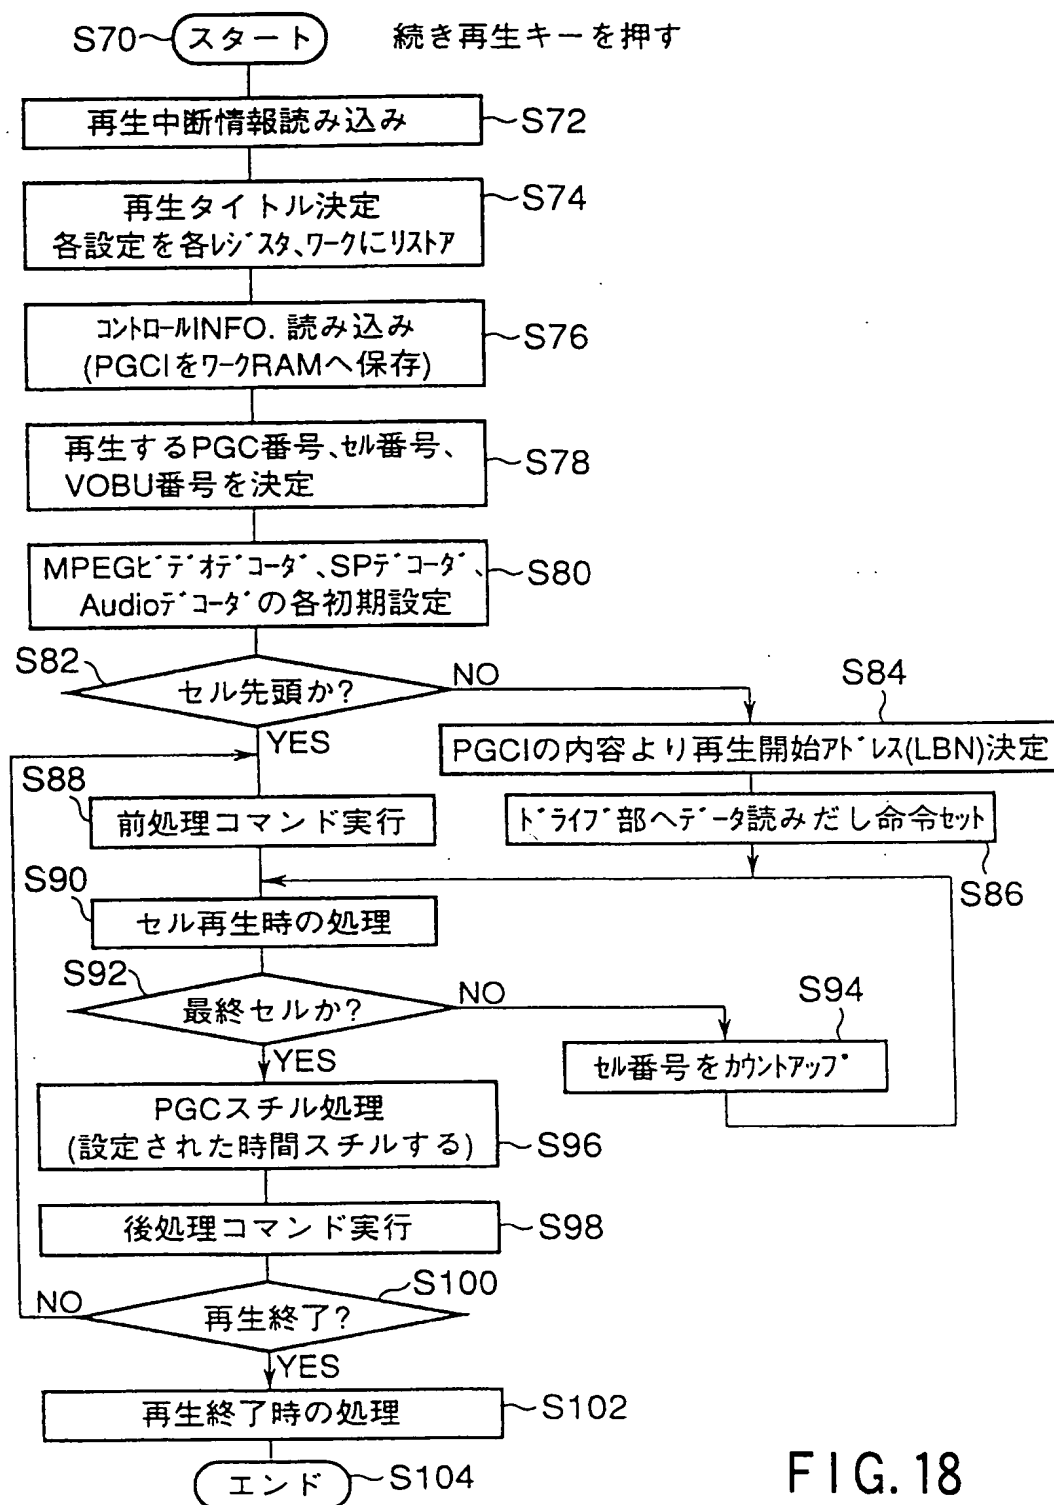 S70 スタート 続き再生キーを押す
再生中断情報読み込み S72
再生タイトル決定 S74
各設定を各ﾚｼﾞｽﾀ、ﾜｰｸにﾘｽﾄｱ
ｺﾝﾄﾛｰﾙINFO. 読み込み S76
(PGCIをﾜｰｸRAMへ保存)
再生するPGC番号、ｾﾙ番号、 S78
VOBU番号を決定
MPEGﾋﾞﾃﾞｵﾃﾞｺｰﾀﾞ、SPﾃﾞｺｰﾀﾞ、 S80
Audioﾃﾞｺｰﾀﾞの各初期設定
S82 セル先頭か? NO
YES
S84
PGCIの内容より再生開始ｱﾄﾞﾚｽ(LBN)決定
S88
前処理コマンド実行
ﾄﾞﾗｲﾌﾞ部へﾃﾞｰﾀ読みだし命令ｾｯﾄ
S86
S90
セル再生時の処理
S92 最終セルか? NO
YES
S94
ｾﾙ番号をｶｳﾝﾄｱｯﾌﾟ
PGCスチル処理
(設定された時間スチルする) S96
後処理コマンド実行 S98
S100
NO 再生終了?
YES
再生終了時の処理 S102
エンド S104
FIG. 18